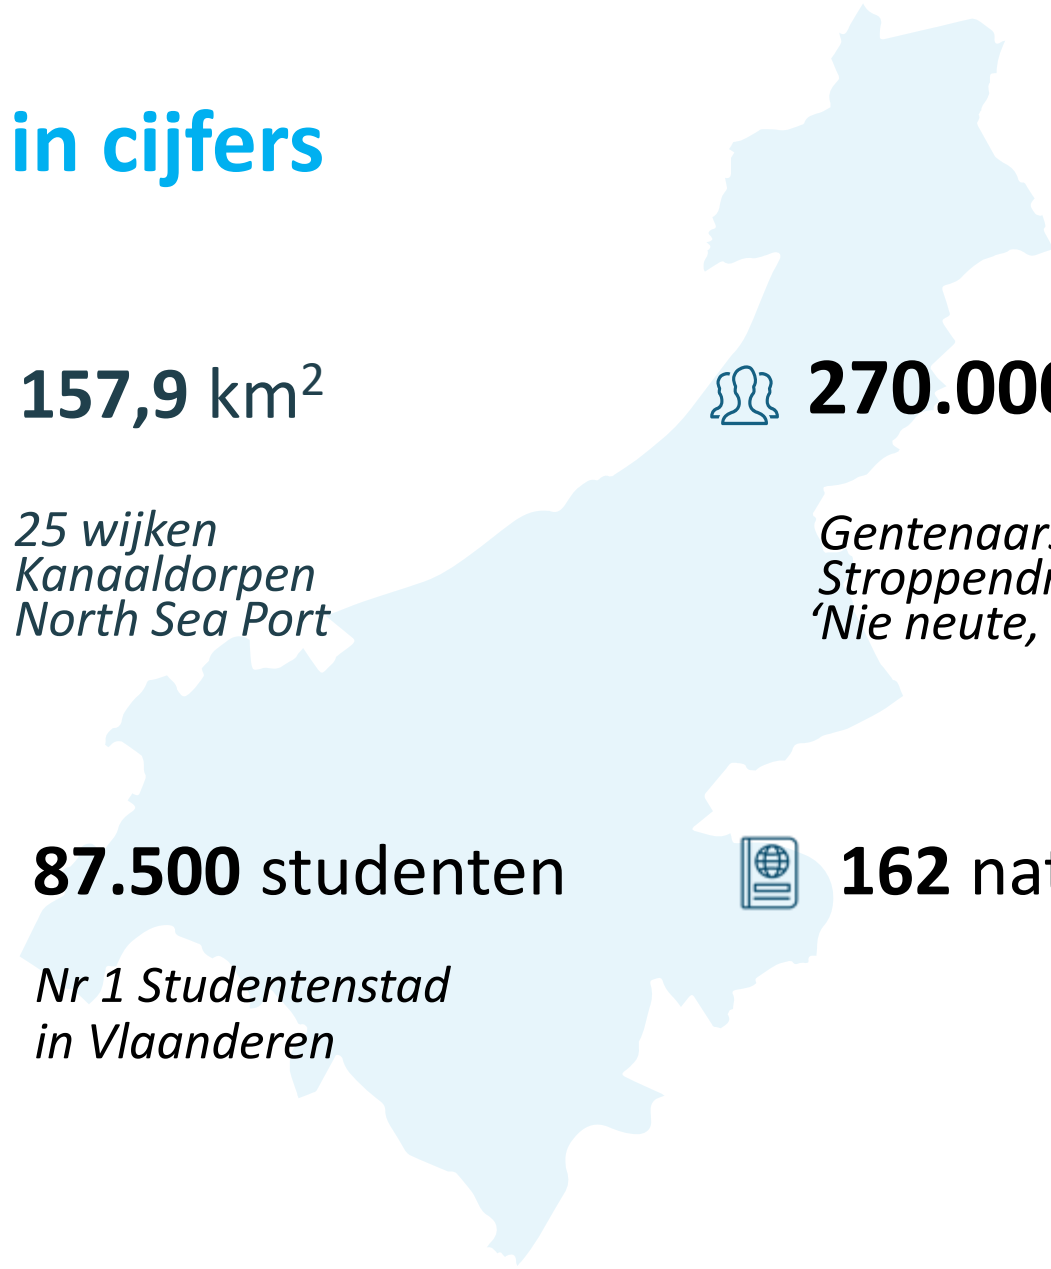 in cijfers
157,9 km²
25 wijken
Kanaaldorpen
North Sea Port
270.000
Gentenaars
‘Nie neute,
87.500 studenten
Nr 1 Studentenstad
in Vlaanderen
162